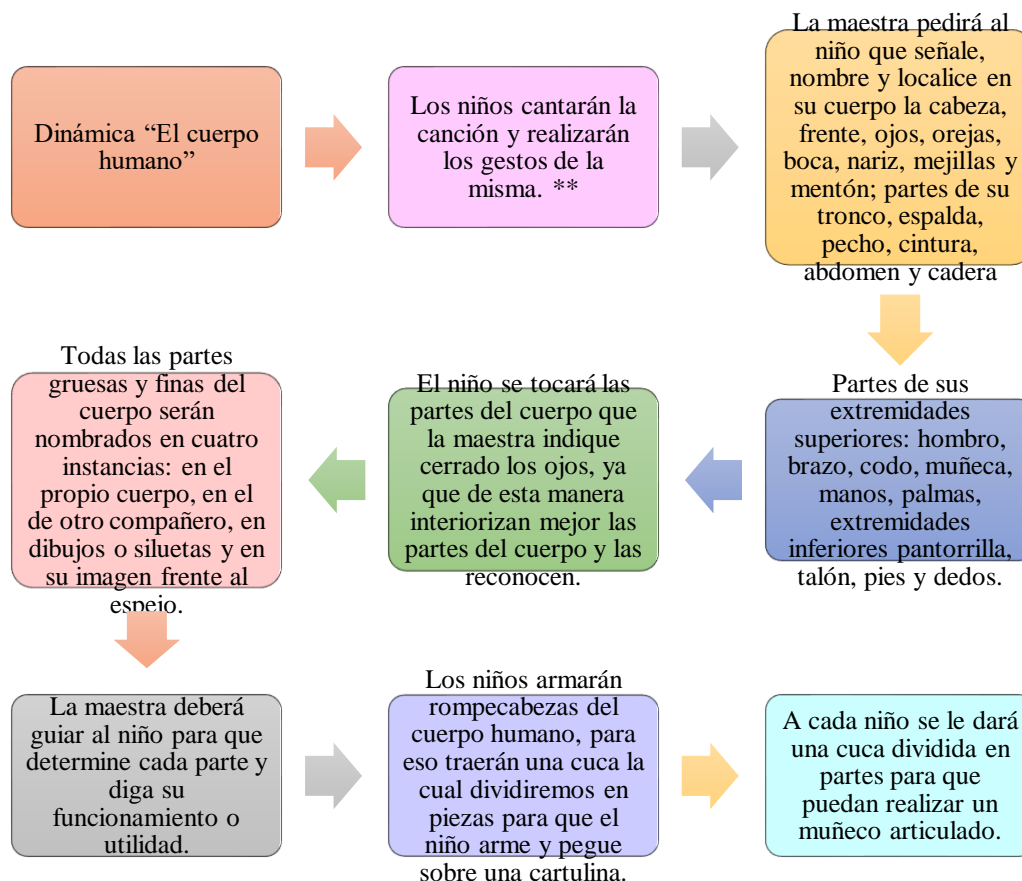 Dinámica “El cuerpo
humano”
Los niños cantarán la
canción y realizarán
los gestos de la
misma. **
La maestra pedirá al
niño que señale,
nombre y localice en
su cuerpo la cabeza,
frente, ojos, orejas,
boca, nariz, mejillas y
mentón; partes de su
tronco, espalda,
pecho, cintura,
abdomen y cadera
Partes de sus
extremidades
superiores: hombro,
brazo, codo, muñeca,
manos, palmas,
extremidades
inferiores pantorrilla,
talón, pies y dedos.
El niño se tocará las
partes del cuerpo que
la maestra indique
cerrado los ojos, ya
que de esta manera
interiorizan mejor las
partes del cuerpo y las
reconocen.
Todas las partes
gruesas y finas del
cuerpo serán
nombrados en cuatro
instancias: en el
propio cuerpo, en el
de otro compañero, en
dibujos o siluetas y en
su imagen frente al
espejo.
La maestra deberá
guiar al niño para que
determine cada parte y
diga su
funcionamiento o
utilidad.
Los niños armarán
rompecabezas del
cuerpo humano, para
eso traerán una cuca la
cual dividiremos en
piezas para que el
niño arme y pegue
sobre una cartulina.
A cada niño se le dará
una cuca dividida en
partes para que
puedan realizar un
muñeco articulado.